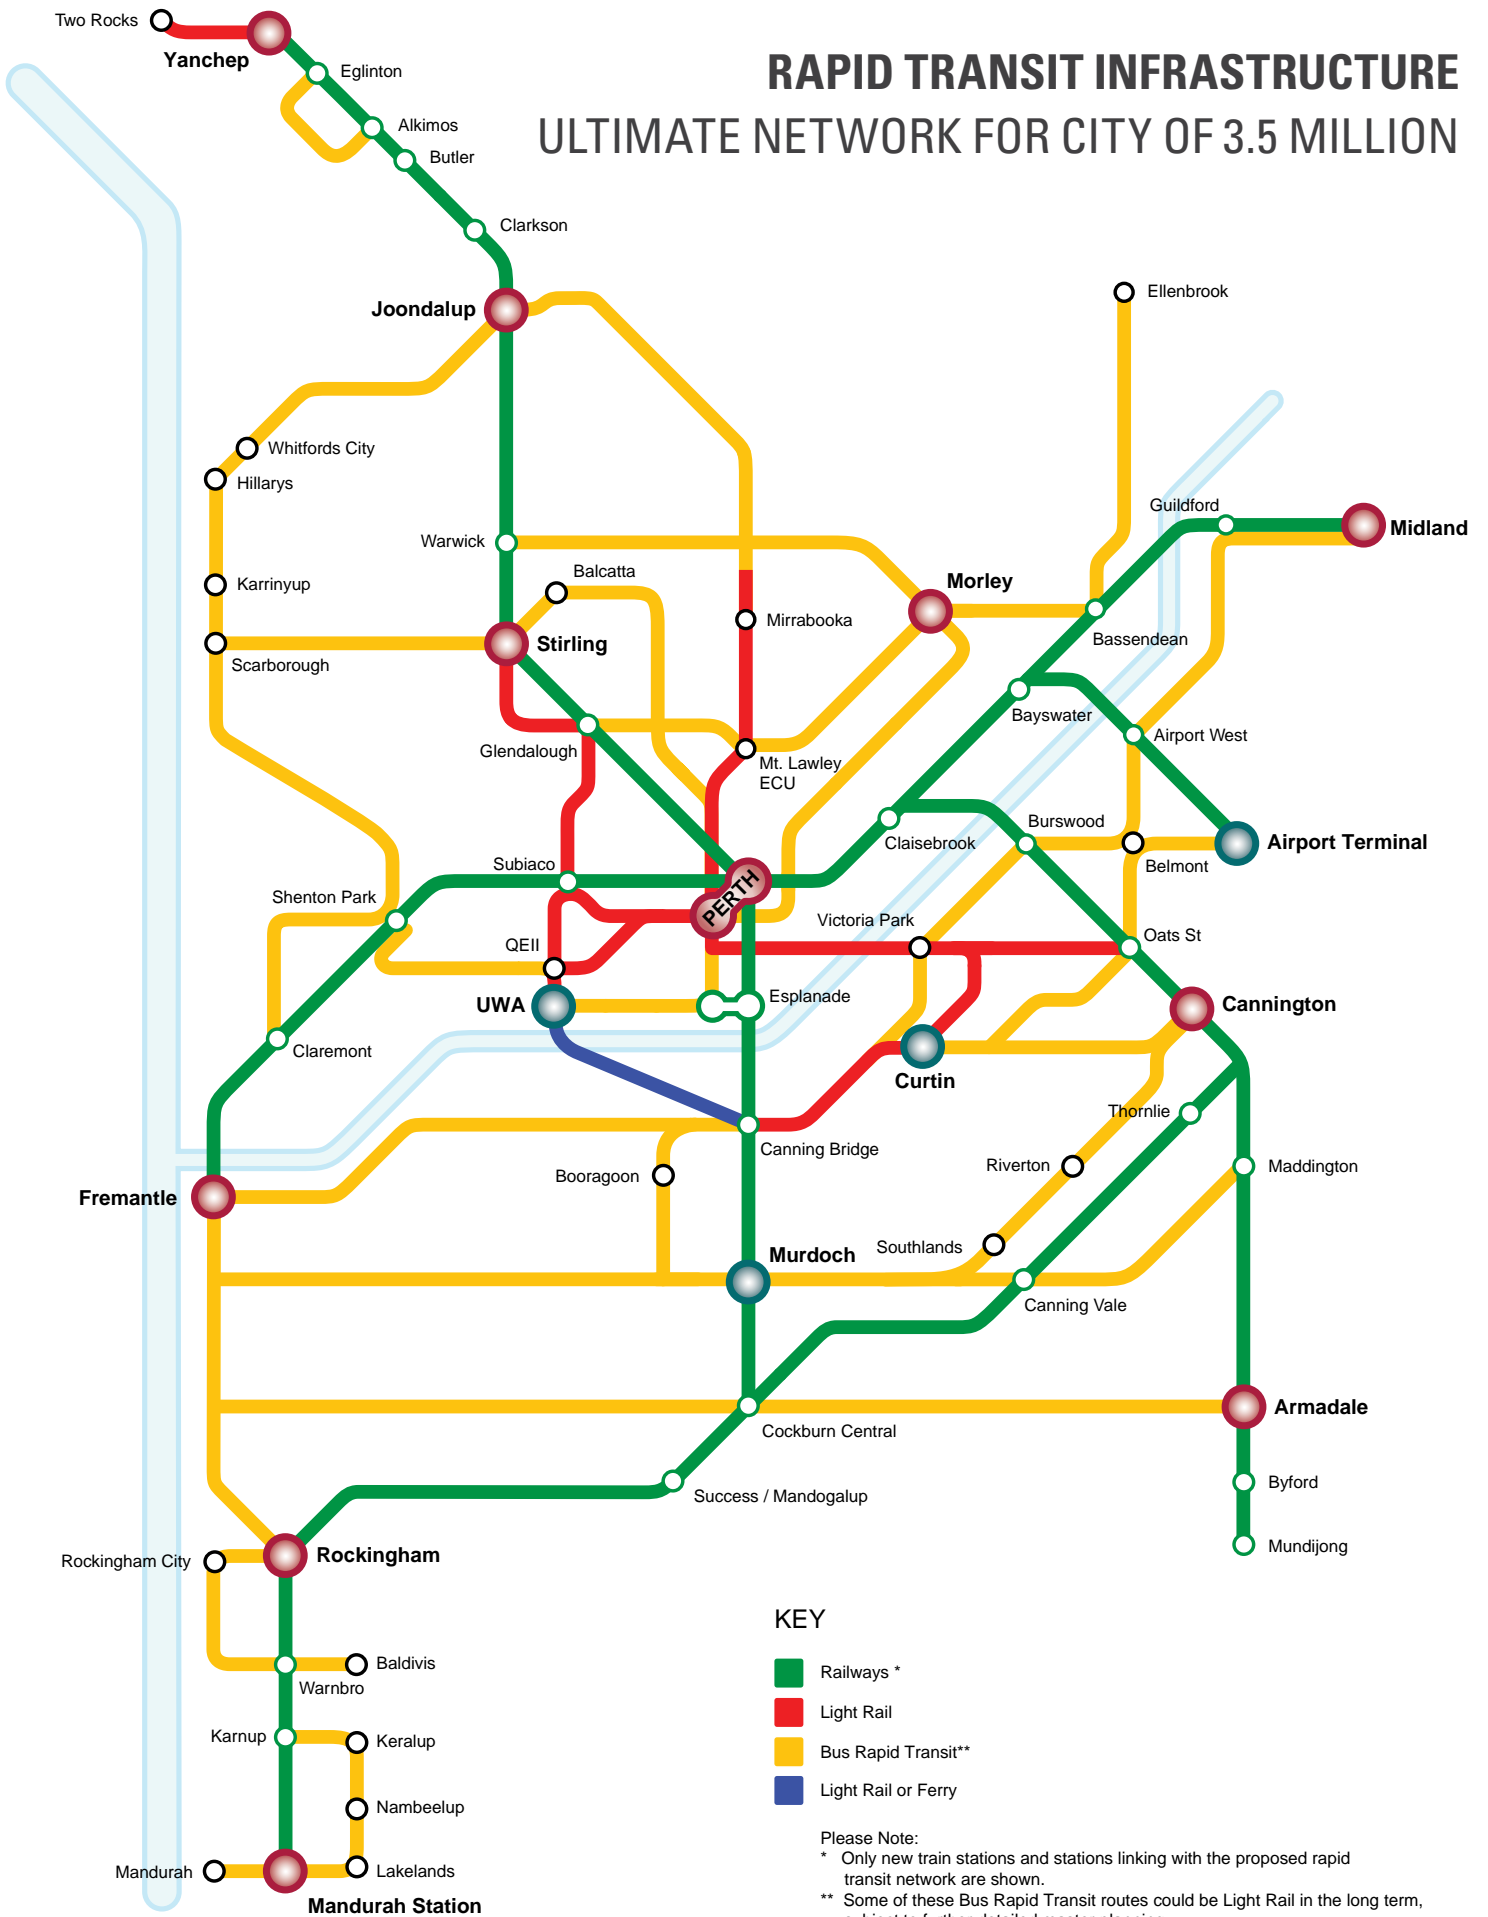 Two Rocks
Yanchep
RAPID TRANSIT INFRASTRUCTURE
ULTIMATE NETWORK FOR CITY OF 3.5 MILLION
Eglinton
Alkimos
Butler
Clarkson
Joondalup
Ellenbrook
Whitfords City
Hillarys
Guildford
Midland
Warwick
Balcatta
Morley
Karrinyup
Mirrabooka
Stirling
Bassendean
Scarborough
Bayswater
Airport West
Glendalough
Mt. Lawley
ECU
Burswood
Claisebrook
Airport Terminal
Belmont
Subiaco
Shenton Park
PERTH
Victoria Park
Oats St
QEII
UWA
Esplanade
Cannington
Claremont
Curtin
Thornlie
Canning Bridge
Booragoon
Riverton
Maddington
Fremantle
Southlands
Murdoch
Canning Vale
Armadale
Cockburn Central
Success / Mandogalup
Byford
Mundijong
Rockingham City
Rockingham
Baldivis
Warnbro
Karnup
Keralup
Nambeelup
Mandurah
Lakelands
Mandurah Station
KEY
Railways *
Light Rail
Bus Rapid Transit**
Light Rail or Ferry
Please Note:
* Only new train stations and stations linking with the proposed rapid
transit network are shown.
** Some of these Bus Rapid Transit routes could be Light Rail in the long term,